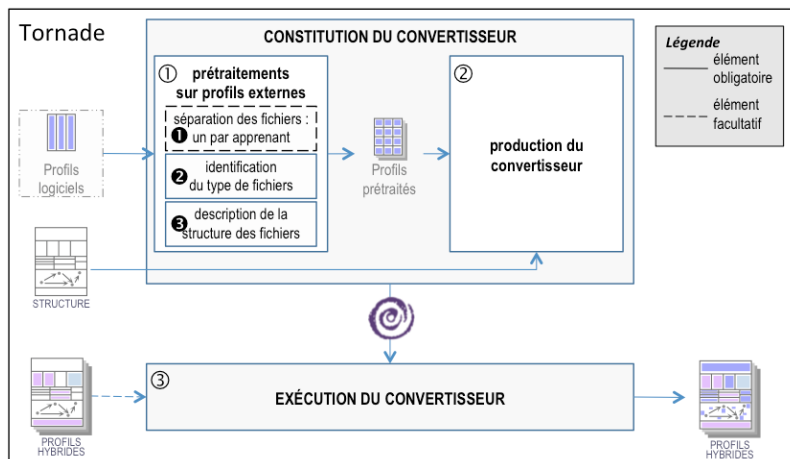 Tornade
CONSTITUTION DU CONVERTISSEUR
Légende
élément
obligatoire
élément
facultatif
① prétraitements
sur profils externes
❶ séparation des fichiers :
un par apprenant
❷ identification
du type de fichiers
❸ description de la
structure des fichiers
Profils
logiciels
Profils
prétraités
②
production du
convertisseur
STRUCTURE
③
EXÉCUTION DU CONVERTISSEUR
PROFILS
HYBRIDES
PROFILS
HYBRIDES